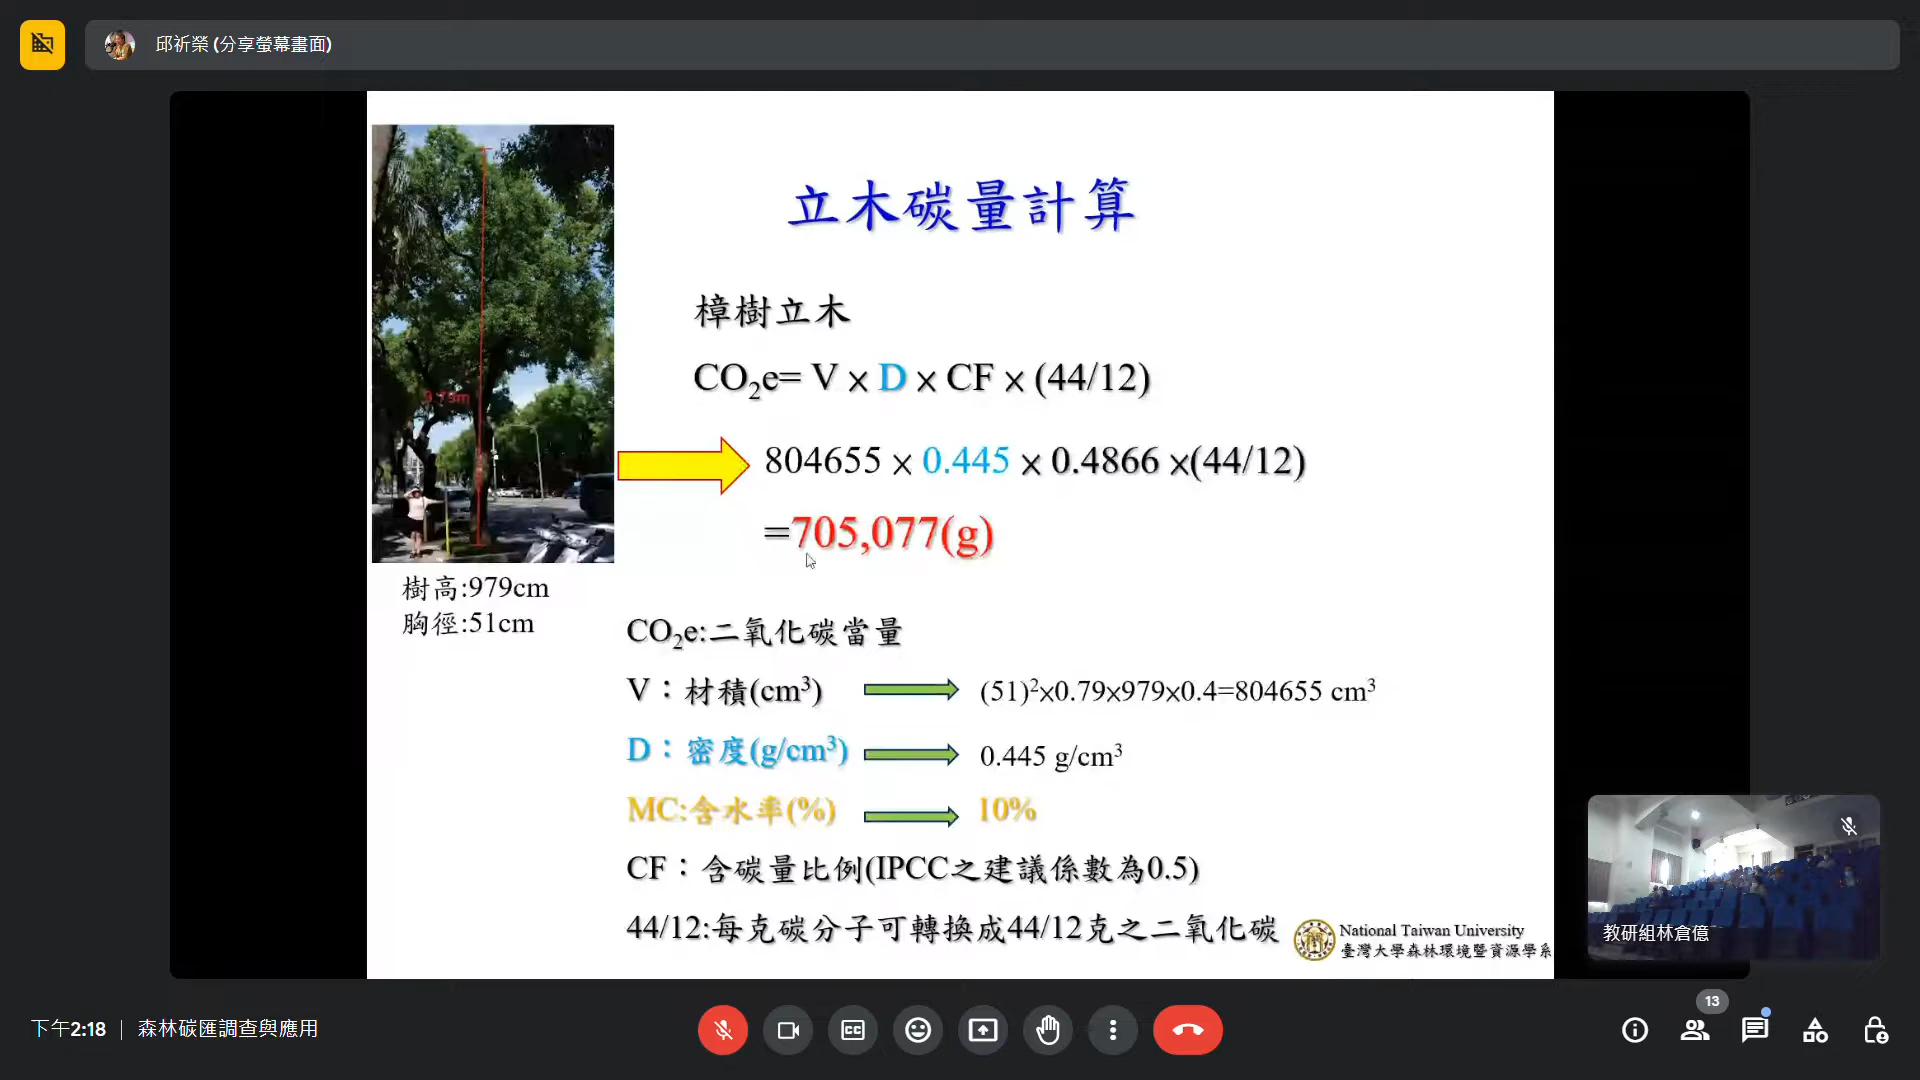 邱祈榮 (分享螢幕畫面)
立木碳量計算
樟樹立木
CO₂e= V × D × CF × (44/12)
804655 × 0.445 × 0.4866 ×(44/12)
=705,077(g)
9.79m
樹高:979cm
胸徑:51cm
CO₂e:二氧化碳當量
V：材積(cm³) (51)²×0.79×979×0.4=804655 cm³
D：密度(g/cm³) 0.445 g/cm³
MC:含水率(%) 10%
CF：含碳量比例(IPCC之建議係數為0.5)
44/12:每克碳分子可轉換成44/12克之二氧化碳
National Taiwan University
臺灣大學森林環境暨資源學系
教研組林倉億
下午2:18 | 森林碳匯調查與應用
CC
13